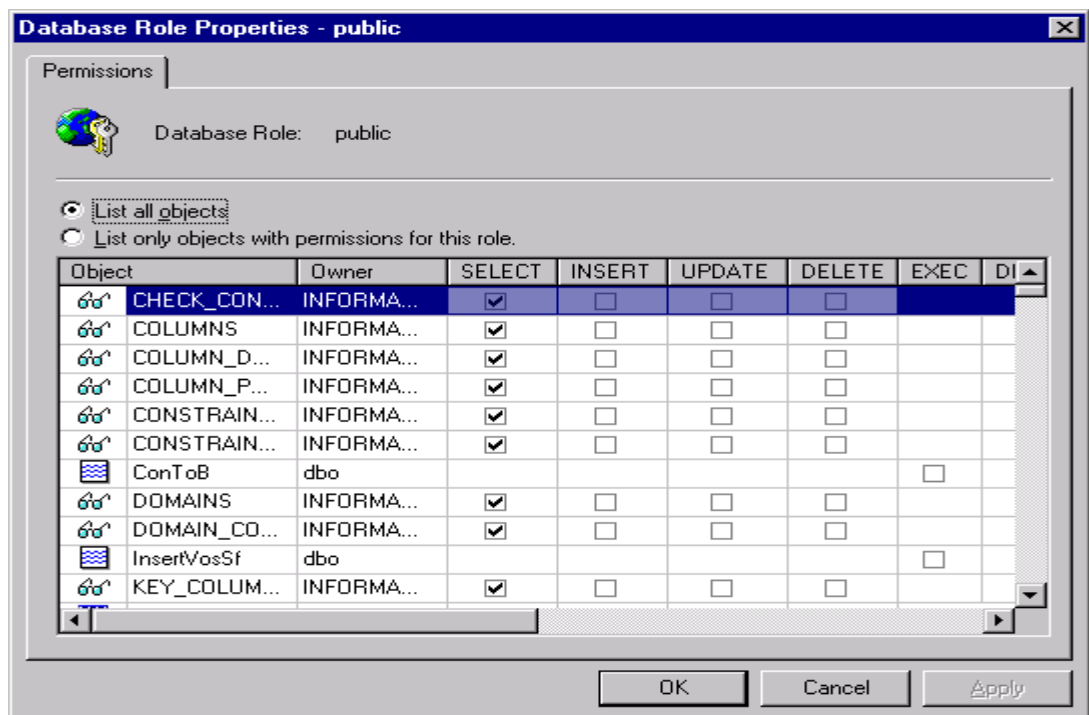 Database Role Properties - public
Permissions
Database Role: public
List all objects
List only objects with permissions for this role.
Object Owner SELECT INSERT UPDATE DELETE EXEC DI
CHECK_CON... INFORMA...
COLUMNS INFORMA...
COLUMN_D... INFORMA...
COLUMN_P... INFORMA...
CONSTRAIN... INFORMA...
CONSTRAIN... INFORMA...
ConToB dbo
DOMAINS INFORMA...
DOMAIN_CO... INFORMA...
InsertVosSf dbo
KEY_COLUM... INFORMA...
OK Cancel Apply